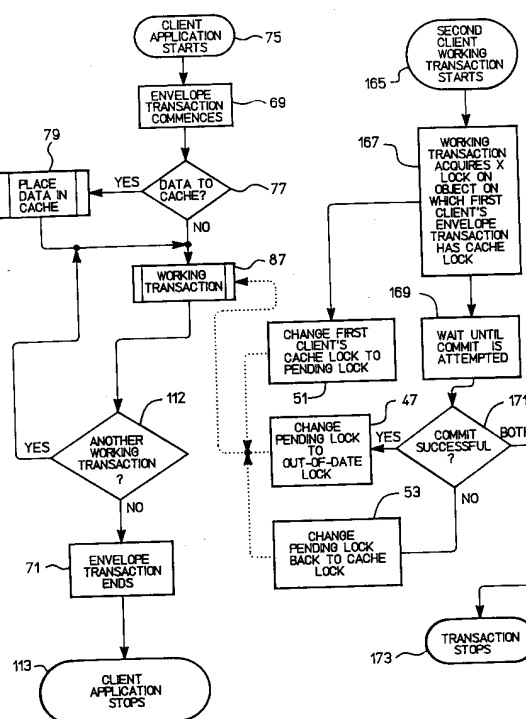 CLIENT
APPLICATION
STARTS
75
ENVELOPE
TRANSACTION
COMMENCES
69
79
PLACE
DATA IN
CACHE
YES
DATA TO
CACHE?
77
NO
87
WORKING
TRANSACTION
112
YES
ANOTHER
WORKING
TRANSACTION
?
NO
71
ENVELOPE
TRANSACTION
ENDS
113
CLIENT
APPLICATION
STOPS
SECOND
CLIENT
WORKING
TRANSACTION
STARTS
165
167
WORKING
TRANSACTION
ACQUIRES X
LOCK ON
OBJECT ON
WHICH FIRST
CLIENT'S
ENVELOPE
TRANSACTION
HAS CACHE
LOCK
169
WAIT UNTIL
COMMIT IS
ATTEMPTED
CHANGE FIRST
CLIENT'S
CACHE LOCK TO
PENDING LOCK
51
47
CHANGE
PENDING LOCK
TO
OUT-OF-DATE
LOCK
YES
171
COMMIT
SUCCESSFUL
?
BOTH
NO
53
CHANGE
PENDING LOCK
BACK TO CACHE
LOCK
TRANSACTION
STOPS
173